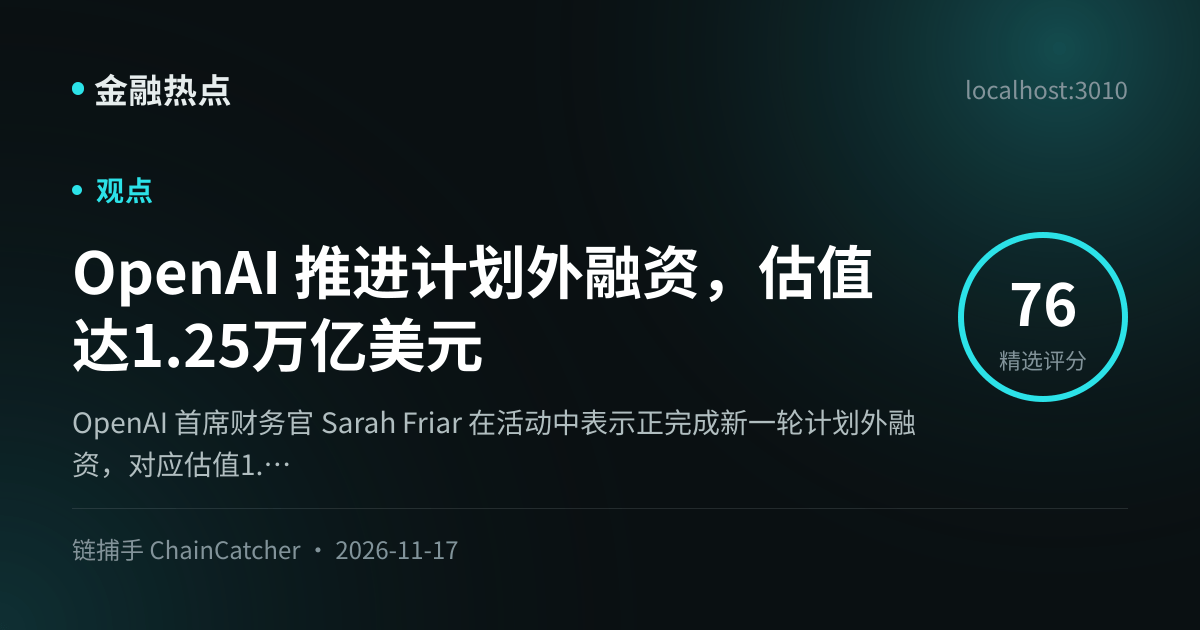 金融热点
localhost:3010
观点
OpenAI 推进计划外融资，估值
达1.25万亿美元
76
精选评分
OpenAI 首席财务官 Sarah Friar 在活动中表示正完成新一轮计划外融
资，对应估值1.…
链捕手 ChainCatcher · 2026-11-17